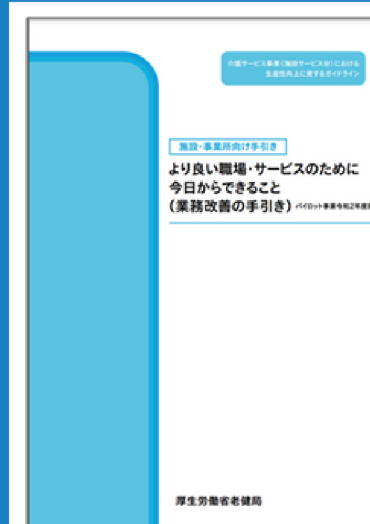 介護サービス事業(施設サービス分)における
生産性向上に資するガイドライン
施設・事業所向け手引き
より良い職場・サービスのために
今日からできること
(業務改善の手引き) パイロット事業令和2年度
厚生労働省老健局